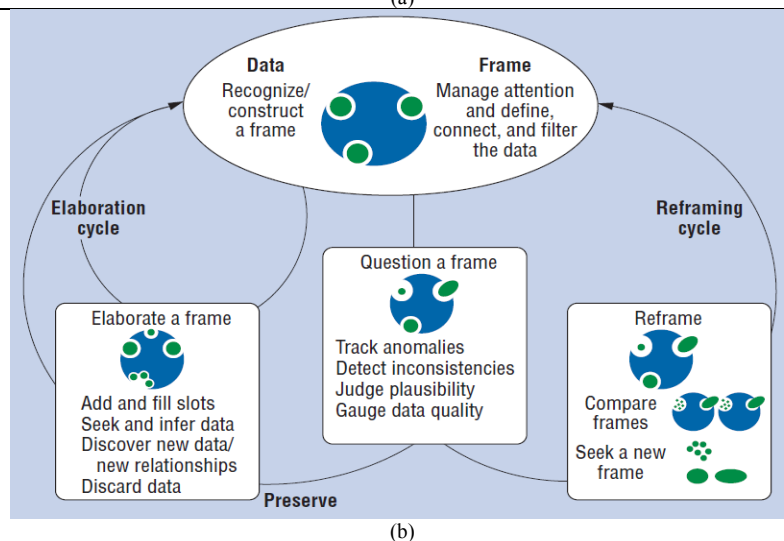 (a)
Data
Recognize/
construct
a frame
Frame
Manage attention
and define,
connect, and filter
the data
Elaboration
cycle
Reframing
cycle
Question a frame
Track anomalies
Detect inconsistencies
Judge plausibility
Gauge data quality
Elaborate a frame
Add and fill slots
Seek and infer data
Discover new data/
new relationships
Discard data
Reframe
Compare
frames
Seek a new
frame
Preserve
(b)